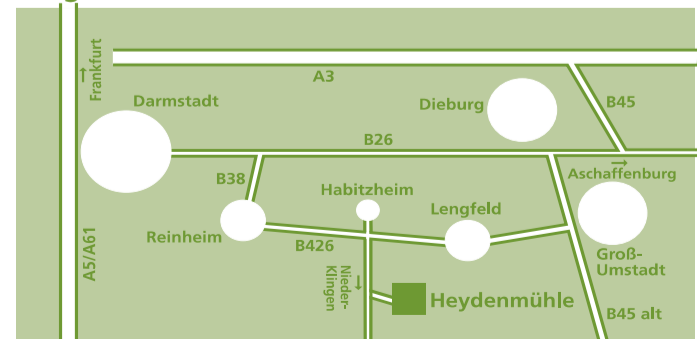 Frankfurt
A3
Darmstadt
Dieburg
B45
B26
Aschaffenburg
B38
Habitzheim
Lengfeld
Reinheim
B426
A5/A61
Groß-
Umstadt
Nieder-
Klingen
Heydenmühle
B45 alt